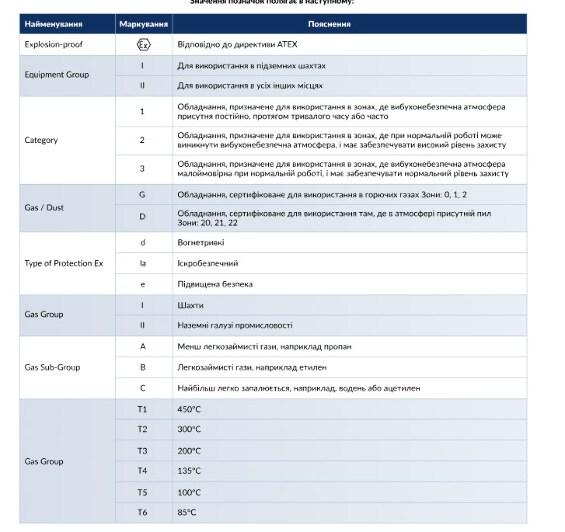 Значення позначок полягає в наступному:
Найменування Маркування Пояснення
Explosion-proof Ex Відповідно до директиви ATEX
Equipment Group
I Для використання в підземних шахтах
II Для використання в усіх інших місцях
Category
1 Обладнання, призначене для використання в зонах, де вибухонебезпечна атмосфера
присутня постійно, протягом тривалого часу або часто
2 Обладнання, призначене для використання в зонах, де при нормальній роботі може
виникнути вибухонебезпечна атмосфера, і має забезпечувати високий рівень захисту
3 Обладнання, призначене для використання в зонах, де вибухонебезпечна атмосфера
малоймовірна при нормальній роботі, і має забезпечувати нормальний рівень захисту
Gas / Dust
G Обладнання, сертифіковане для використання в горючих газах Зони: 0, 1, 2
D Обладнання, сертифіковане для використання там, де в атмосфері присутній пил
Зони: 20, 21, 22
Type of Protection Ex
d Вогнетривкі
Ia Іскробезпечний
e Підвищена безпека
Gas Group
I Шахти
II Наземні галузі промисловості
Gas Sub-Group
A Менш легкозаймисті гази, наприклад пропан
B Легкозаймисті гази, наприклад етилен
C Найбільш легко запалюється, наприклад, водень або ацетилен
Gas Group
T1 450°C
T2 300°C
T3 200°C
T4 135°C
T5 100°C
T6 85°C